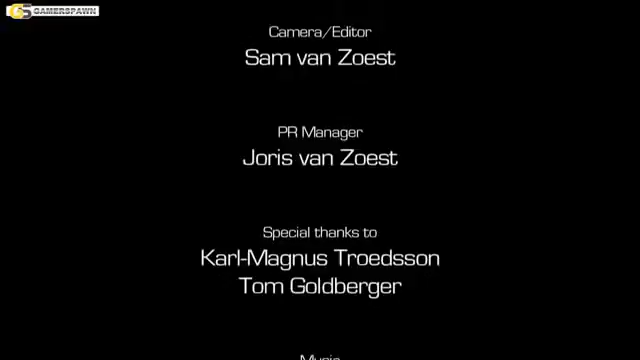 GAMERSPAWN
Camera/Editor
Sam van Zoest
PR Manager
Joris van Zoest
Special thanks to
Karl-Magnus Troedsson
Tom Goldberger
Music